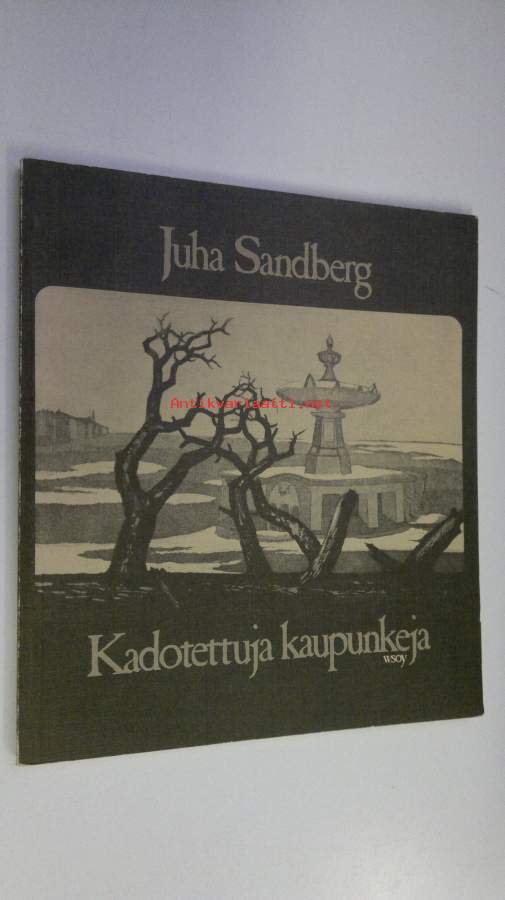 Juha Sandberg
Antikvariaatti.net
Kadotettuja kaupunkeja
WSOY